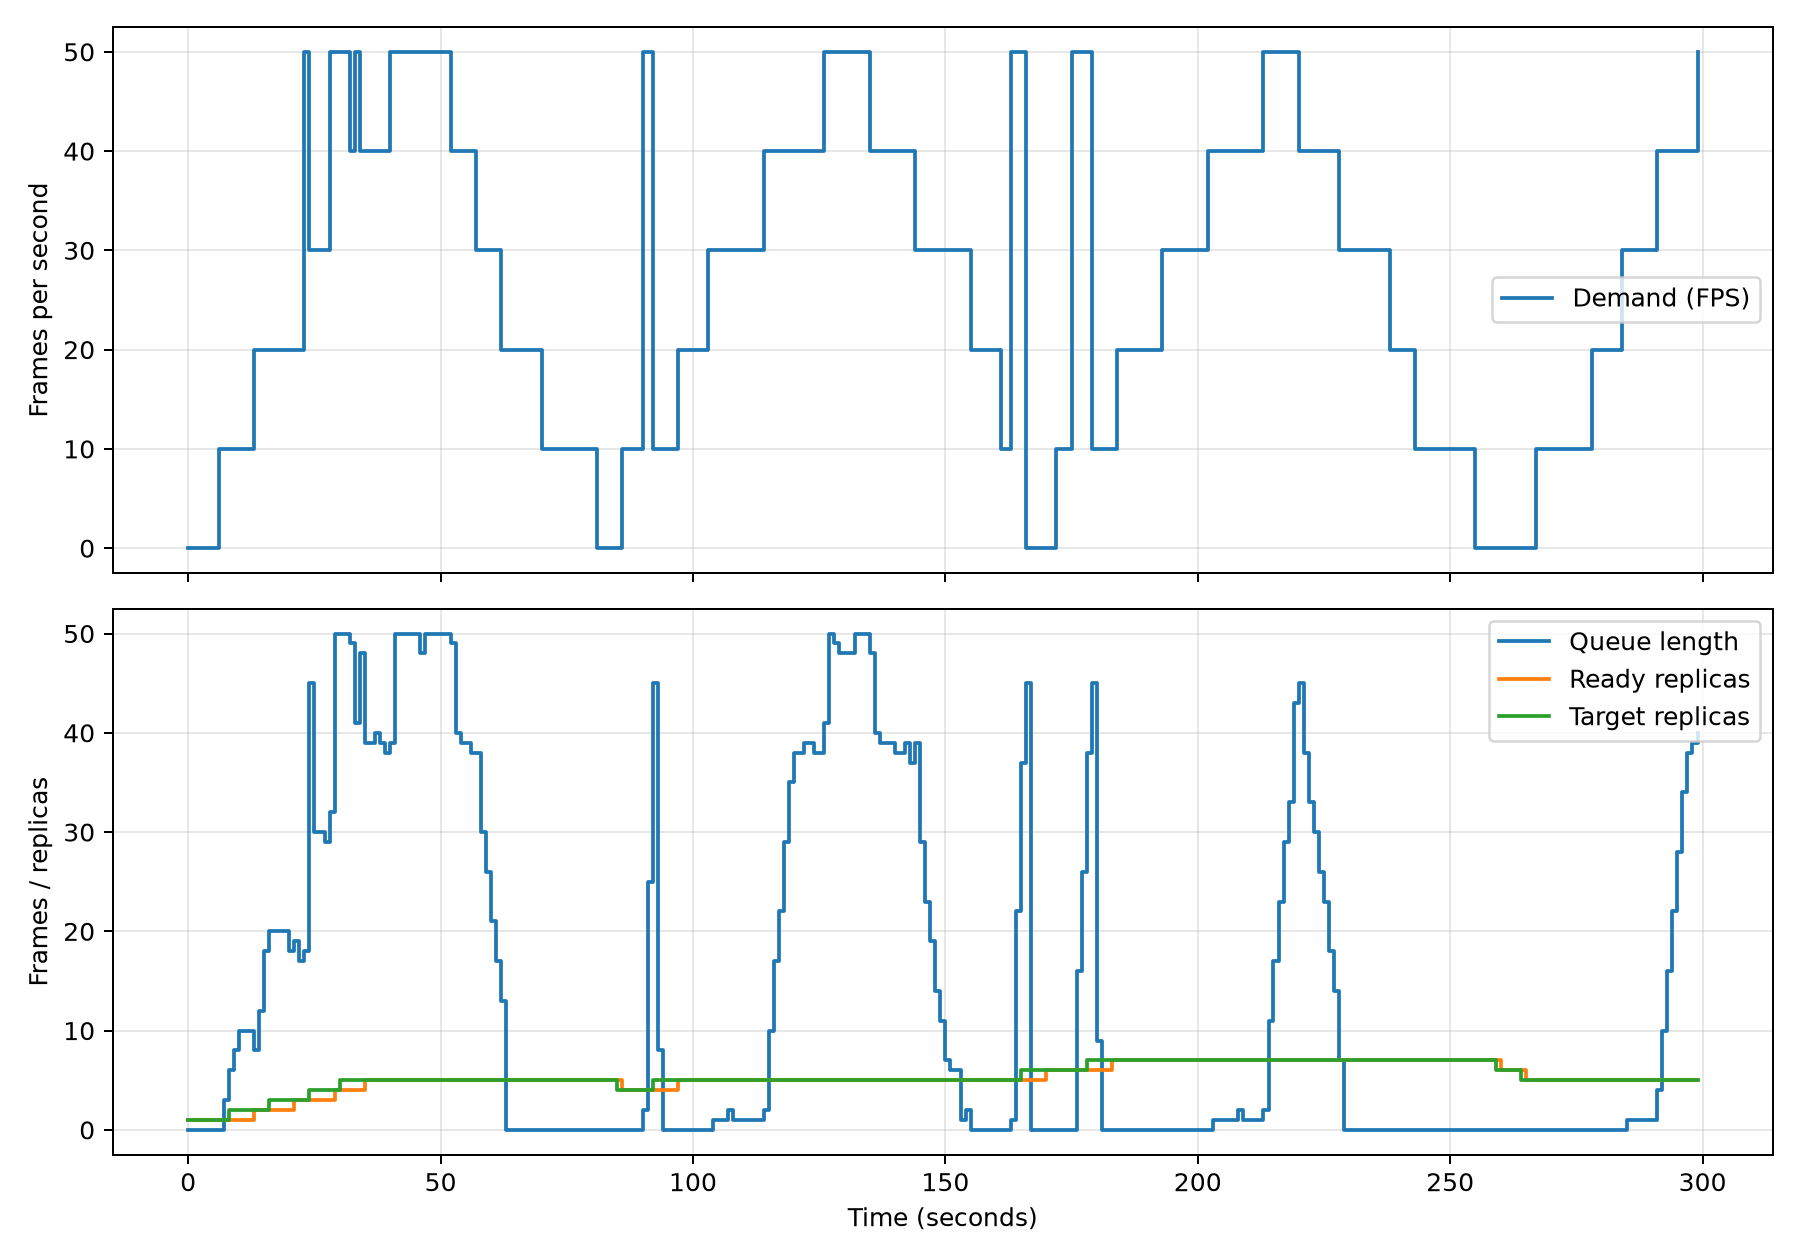 50
40
30
20
10
0
Frames per second
Demand (FPS)
50
40
30
20
10
0
Frames / replicas
Queue length
Ready replicas
Target replicas
0 50 100 150 200 250 300
Time (seconds)